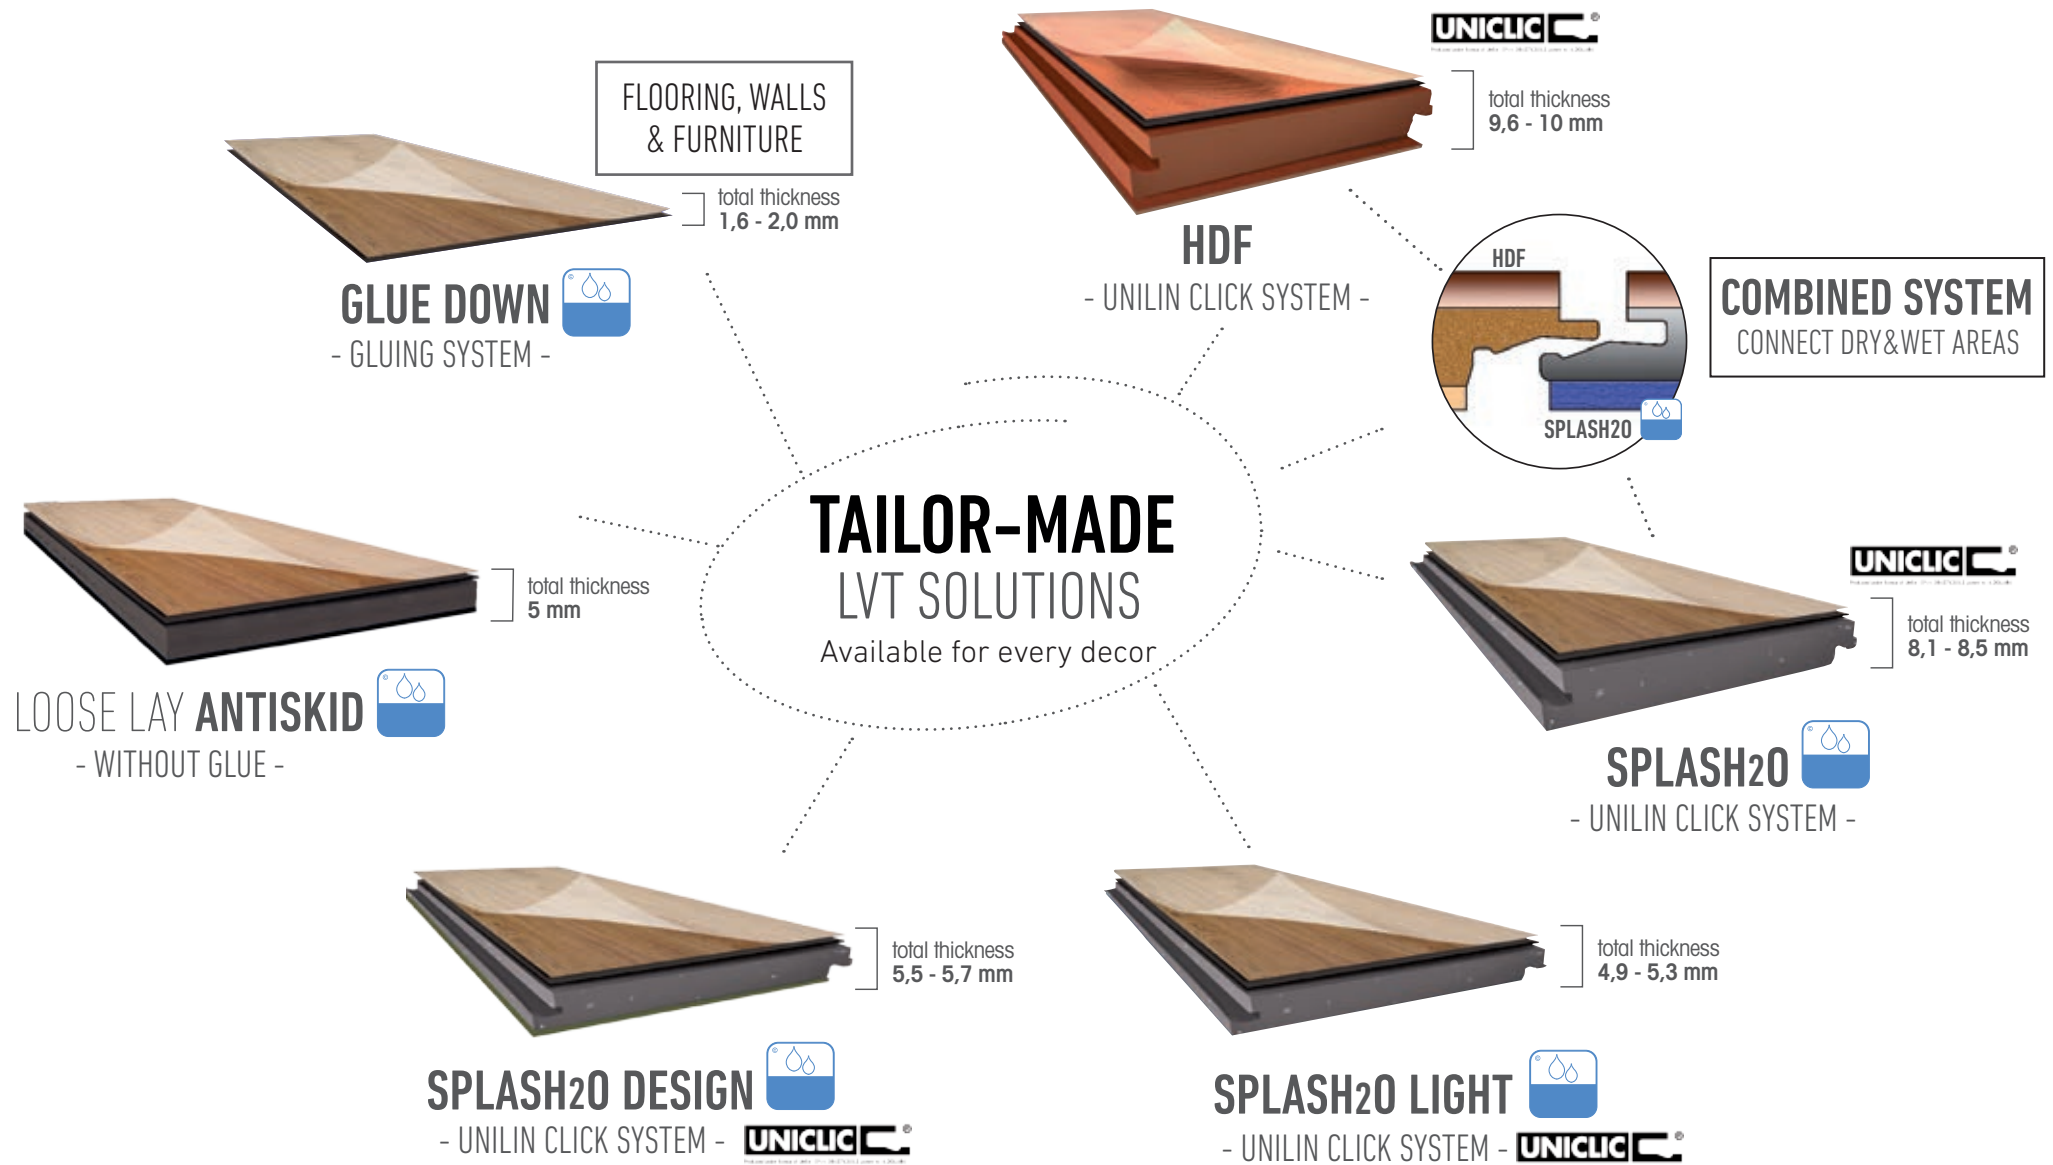 UNICLIC®
total thickness
9,6 - 10 mm
HDF
- UNILIN CLICK SYSTEM -
FLOORING, WALLS
& FURNITURE
total thickness
1,6 - 2,0 mm
GLUE DOWN
- GLUING SYSTEM -
HDF
SPLASH2O
COMBINED SYSTEM
CONNECT DRY&WET AREAS
TAILOR-MADE
LVT SOLUTIONS
Available for every decor
total thickness
5 mm
LOOSE LAY ANTISKID
- WITHOUT GLUE -
UNICLIC®
total thickness
8,1 - 8,5 mm
SPLASH2O
- UNILIN CLICK SYSTEM -
total thickness
5,5 - 5,7 mm
SPLASH2O DESIGN
- UNILIN CLICK SYSTEM - UNICLIC®
total thickness
4,9 - 5,3 mm
SPLASH2O LIGHT
- UNILIN CLICK SYSTEM - UNICLIC®